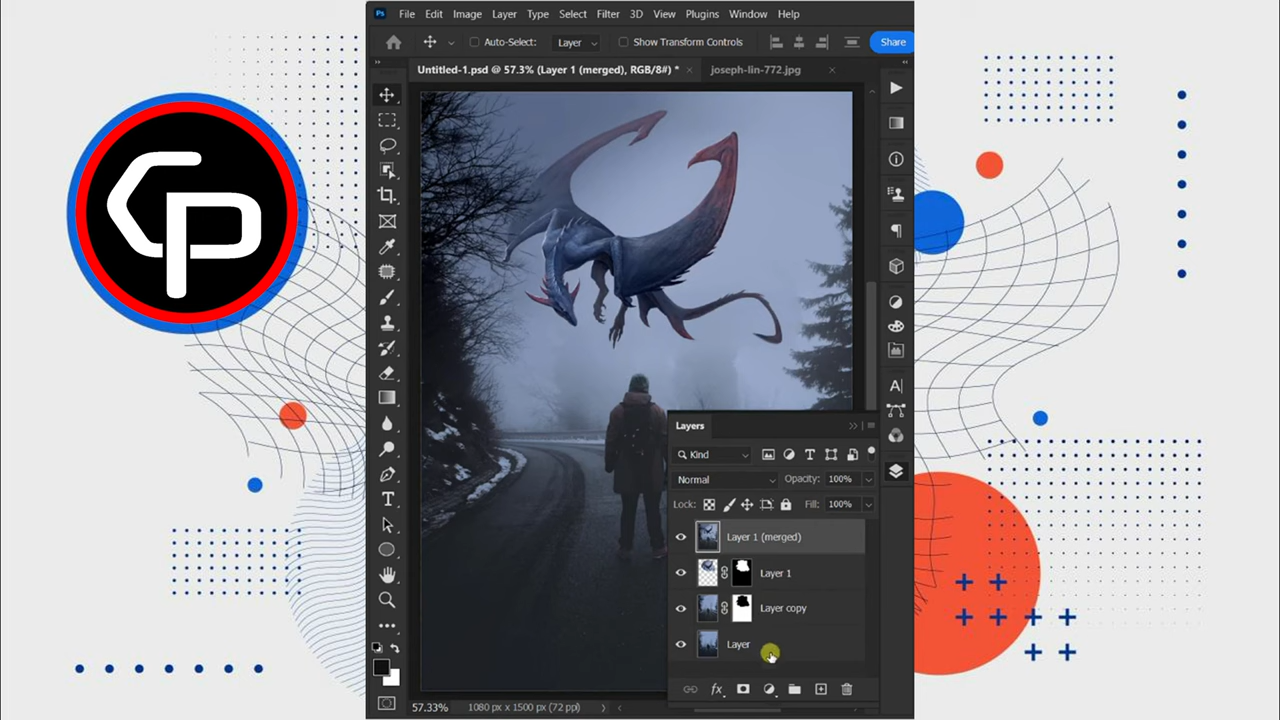 CP
Ps File Edit Image Layer Type Select Filter 3D View Plugins Window Help
Auto-Select: Layer Show Transform Controls Share
Untitled-1.psd @ 57.3% (Layer 1 (merged), RGB/8#) * joseph-lin-772.jpg
Layers
Kind
Normal Opacity: 100%
Lock: Fill: 100%
Layer 1 (merged)
Layer 1
Layer copy
Layer
fx
57.33% 1080 px x 1500 px (72 ppi)